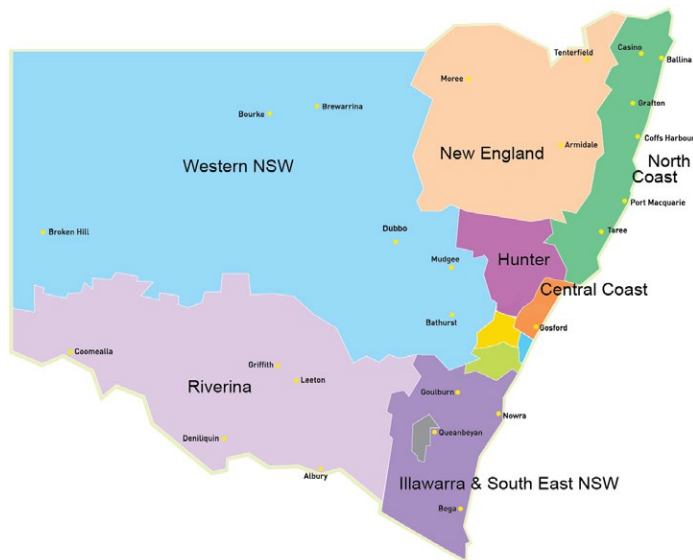 Casino
Tenterfield
Ballina
Moree
Brewarrina
Grafton
Bourke
Coffs Harbour
Armidale
New England
North
Coast
Western NSW
Port Macquarie
Broken Hill
Taree
Dubbo
Hunter
Mudgee
Central Coast
Bathurst
Gosford
Coomealla
Griffith
Leeton
Riverina
Goulburn
Nowra
Queanbeyan
Deniliquin
Albury
Illawarra & South East NSW
Bega